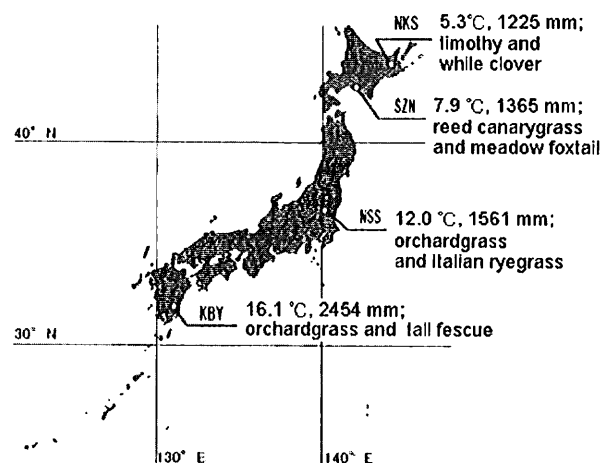 NKS 5.3°C, 1225 mm;
timothy and
while clover
SZN 7.9 °C, 1365 mm;
reed canarygrass
and meadow foxtail
40° N
NSS 12.0 °C, 1561 mm;
orchardgrass
and italian ryegrass
KBY 16.1 °C, 2454 mm;
orchardgrass and tall fescue
30° N
130° E
140° E